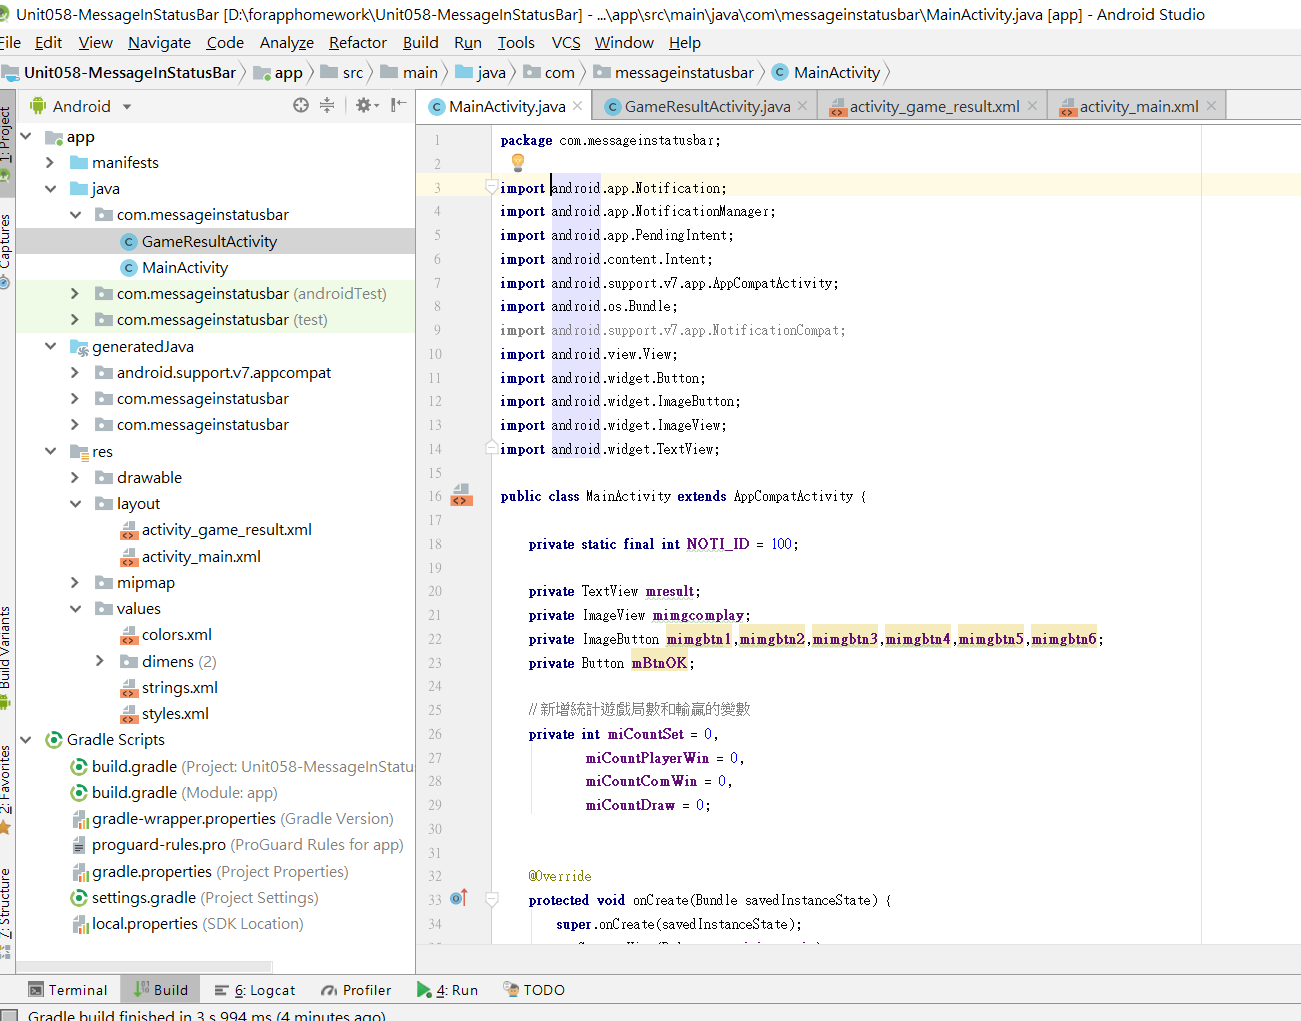 Unit058-MessageInStatusBar [D:\forapphomework\Unit058-MessageInStatusBar] - ...\app\src\main\java\com\messageinstatusbar\MainActivity.java [app] - Android Studio
File Edit View Navigate Code Analyze Refactor Build Run Tools VCS Window Help
Unit058-MessageInStatusBar app src main java com messageinstatusbar MainActivity
1: Project
Captures
Build Variants
2: Favorites
7: Structure
Android
app
manifests
java
com.messageinstatusbar
GameResultActivity
MainActivity
com.messageinstatusbar (androidTest)
com.messageinstatusbar (test)
generatedJava
android.support.v7.appcompat
com.messageinstatusbar
com.messageinstatusbar
res
drawable
layout
activity_game_result.xml
activity_main.xml
mipmap
values
colors.xml
dimens (2)
strings.xml
styles.xml
Gradle Scripts
build.gradle (Project: Unit058-MessageInStatu
build.gradle (Module: app)
gradle-wrapper.properties (Gradle Version)
proguard-rules.pro (ProGuard Rules for app)
gradle.properties (Project Properties)
settings.gradle (Project Settings)
local.properties (SDK Location)
MainActivity.java GameResultActivity.java activity_game_result.xml activity_main.xml
1 package com.messageinstatusbar;
2
3 import android.app.Notification;
4 import android.app.NotificationManager;
5 import android.app.PendingIntent;
6 import android.content.Intent;
7 import android.support.v7.app.AppCompatActivity;
8 import android.os.Bundle;
9 import android.support.v7.app.NotificationCompat;
10 import android.view.View;
11 import android.widget.Button;
12 import android.widget.ImageButton;
13 import android.widget.ImageView;
14 import android.widget.TextView;
15
16 public class MainActivity extends AppCompatActivity {
17
18 private static final int NOTI_ID = 100;
19
20 private TextView mresult;
21 private ImageView mimgcomplay;
22 private ImageButton mimgbtn1,mimgbtn2,mimgbtn3,mimgbtn4,mimgbtn5,mimgbtn6;
23 private Button mBtnOK;
24
25 //新增統計遊戲局數和輸贏的變數
26 private int miCountSet = 0,
27 miCountPlayerWin = 0,
28 miCountComWin = 0,
29 miCountDraw = 0;
30
31
32 @Override
33 protected void onCreate(Bundle savedInstanceState) {
34 super.onCreate(savedInstanceState);
Terminal Build 6: Logcat Profiler 4: Run TODO
Gradle build finished in 3 s 994 ms (4 minutes ago)